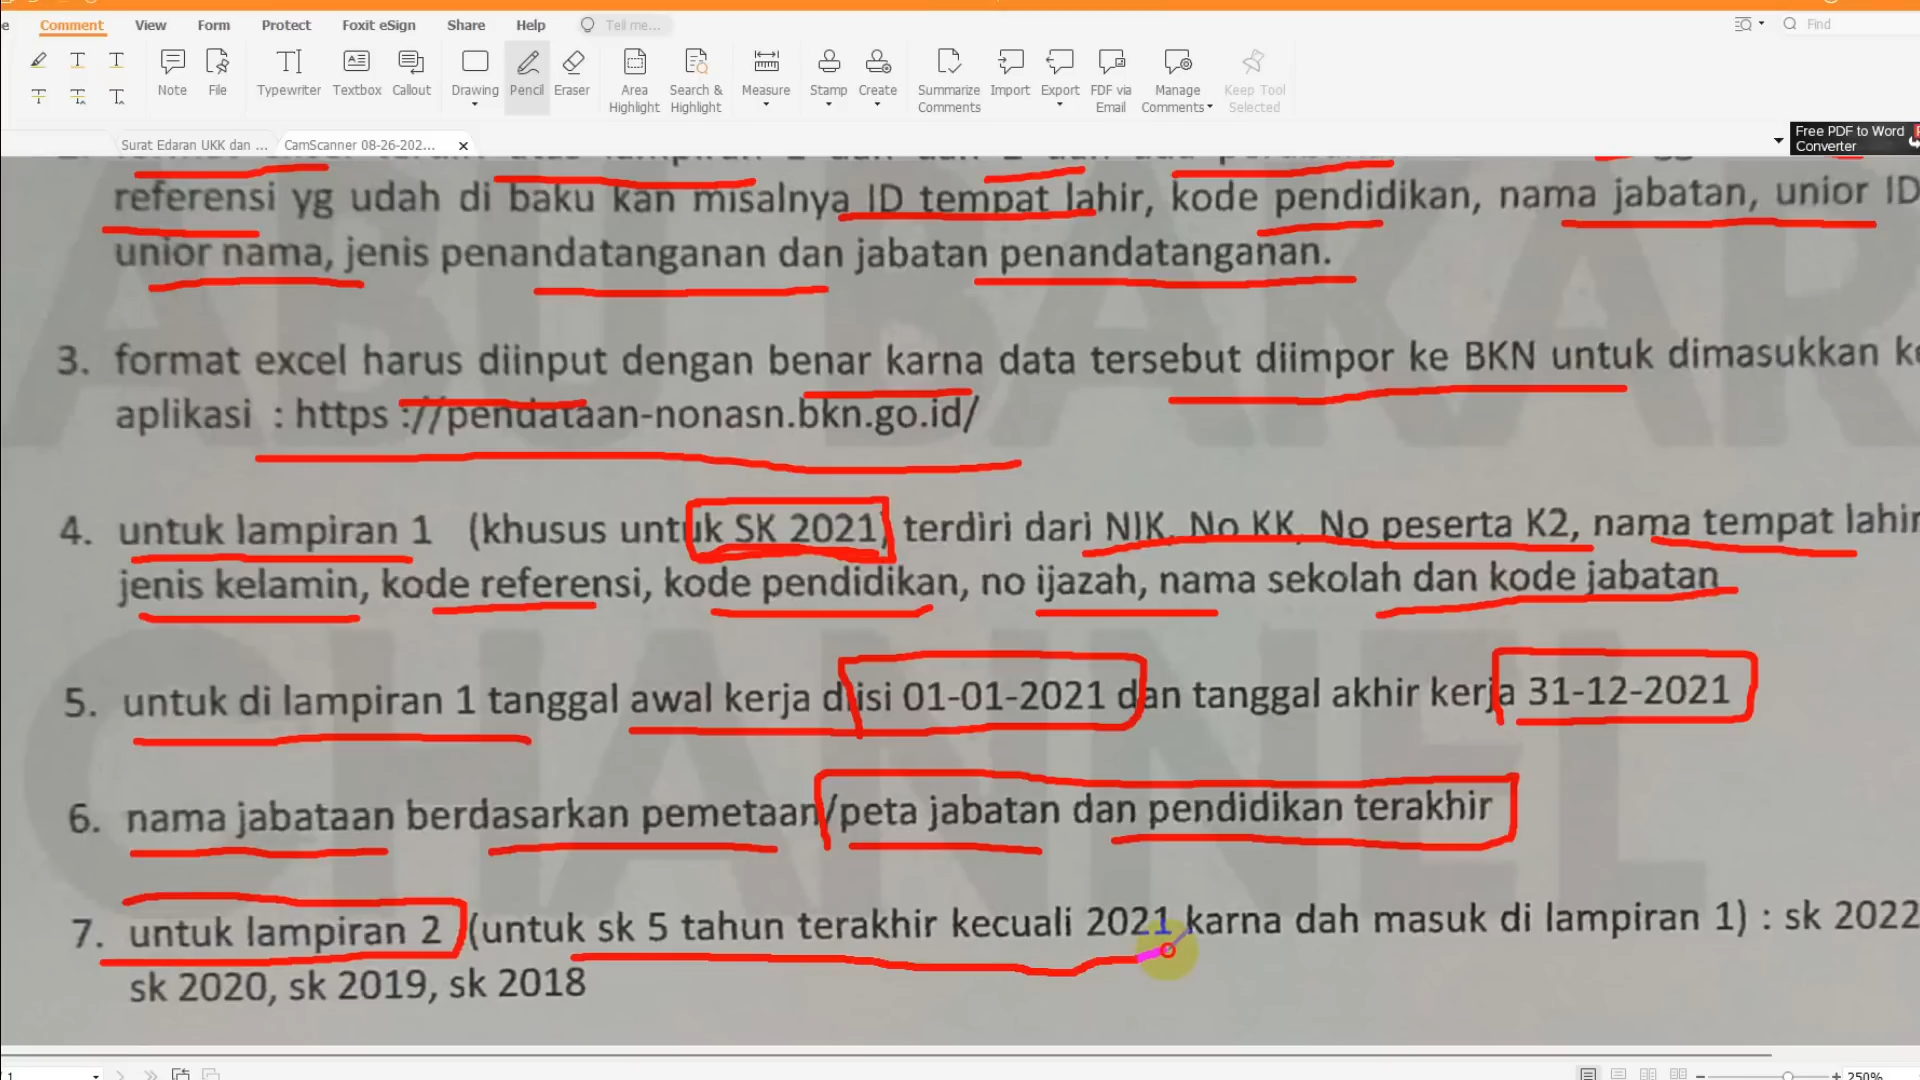 Comment View Form Protect Foxit eSign Share Help Tell me... Find
Note File Typewriter Textbox Callout Drawing Pencil Eraser Area Highlight Search & Highlight Measure Stamp Create Summarize Comments Import Export PDF via Email Manage Comments Keep Tool Selected
Surat Edaran UKK dan ... CamScanner 08-26-202... Free PDF to Word Converter
referensi yg udah di baku kan misalnya ID tempat lahir, kode pendidikan, nama jabatan, unior ID
unior nama, jenis penandatanganan dan jabatan penandatanganan.
3. format excel harus diinput dengan benar karna data tersebut diimpor ke BKN untuk dimasukkan ke
aplikasi : https ://pendataan-nonasn.bkn.go.id/
4. untuk lampiran 1 (khusus untuk SK 2021) terdiri dari NIK, No KK, No peserta K2, nama tempat lahir
jenis kelamin, kode referensi, kode pendidikan, no ijazah, nama sekolah dan kode jabatan
5. untuk di lampiran 1 tanggal awal kerja diisi 01-01-2021 dan tanggal akhir kerja 31-12-2021
6. nama jabataan berdasarkan pemetaan/peta jabatan dan pendidikan terakhir
7. untuk lampiran 2 (untuk sk 5 tahun terakhir kecuali 2021 karna dah masuk di lampiran 1) : sk 2022
sk 2020, sk 2019, sk 2018
ABU BAKAR
CHANNEL
250%